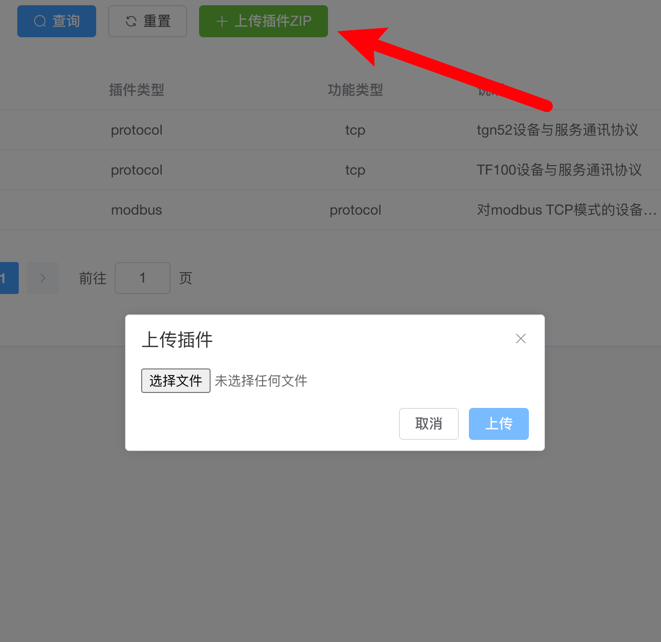 查询 重置 上传插件ZIP
插件类型 功能类型
protocol tcp tgn52设备与服务通讯协议
protocol tcp TF100设备与服务通讯协议
modbus protocol 对modbus TCP模式的设备…
1 前往 1 页
上传插件
选择文件 未选择任何文件
取消 上传